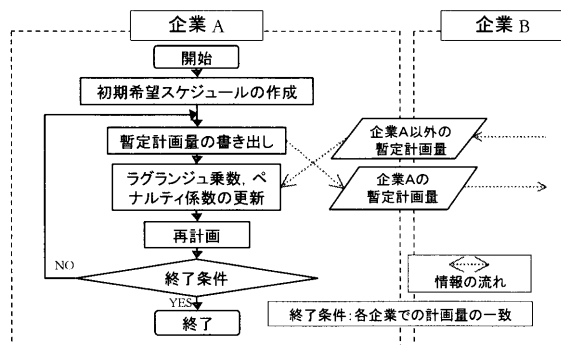 企業 A
企業 B
開始
初期希望スケジュールの作成
暫定計画量の書き出し
企業A以外の
暫定計画量
ラグランジュ乗数，ペ
ナルティ係数の更新
企業Aの
暫定計画量
再計画
NO
終了条件
情報の流れ
YES
終了
終了条件：各企業での計画量の一致